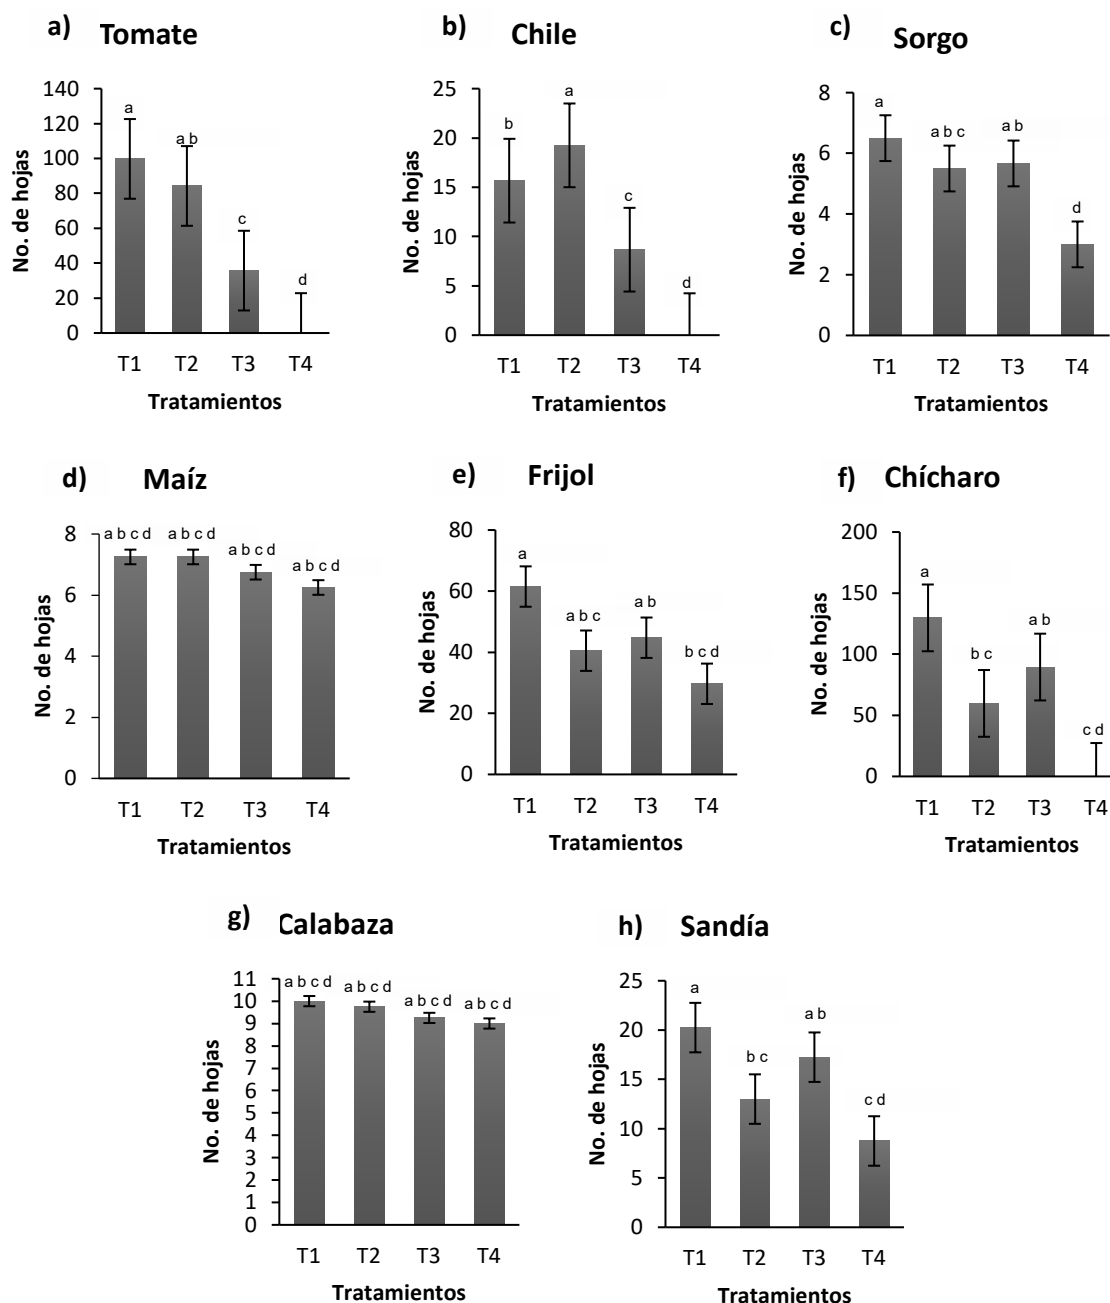 a) Tomate
No. de hojas
140
120
100
80
60
40
20
0
a
a b
c
d
T1 T2 T3 T4
Tratamientos
b) Chile
No. de hojas
25
20
15
10
5
0
b
a
c
d
T1 T2 T3 T4
Tratamientos
c) Sorgo
No. de hojas
8
6
4
2
0
a
a b c
a b
d
T1 T2 T3 T4
Tratamientos
d) Maíz
No. de hojas
8
6
4
2
0
a b c d
a b c d
a b c d
a b c d
T1 T2 T3 T4
Tratamientos
e) Frijol
No. de hojas
80
60
40
20
0
a
a b c
a b
b c d
T1 T2 T3 T4
Tratamientos
f) Chícharo
No. de hojas
200
150
100
50
0
a
b c
a b
c d
T1 T2 T3 T4
Tratamientos
g) Calabaza
No. de hojas
11
10
9
8
7
6
5
4
3
2
1
0
a b c d
a b c d
a b c d
a b c d
T1 T2 T3 T4
Tratamientos
h) Sandía
No. de hojas
25
20
15
10
5
0
a
b c
a b
c d
T1 T2 T3 T4
Tratamientos